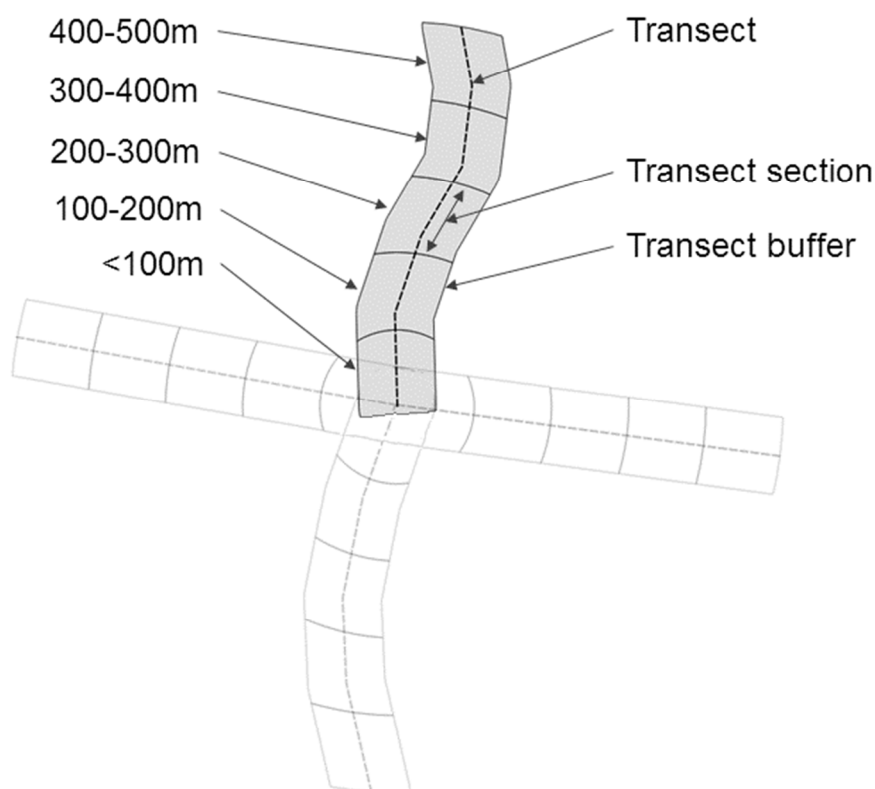 400-500m
300-400m
200-300m
100-200m
<100m
Transect
Transect section
Transect buffer